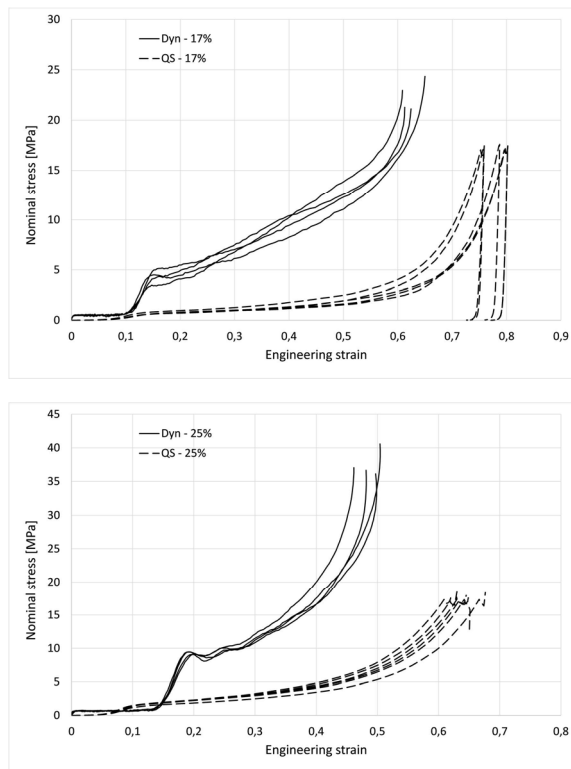 30
25
20
15
10
5
0
Nominal stress [MPa]
Dyn - 17%
QS - 17%
0 0,1 0,2 0,3 0,4 0,5 0,6 0,7 0,8 0,9
Engineering strain
45
40
35
30
25
20
15
10
5
0
Nominal stress [MPa]
Dyn - 25%
QS - 25%
0 0,1 0,2 0,3 0,4 0,5 0,6 0,7 0,8
Engineering strain